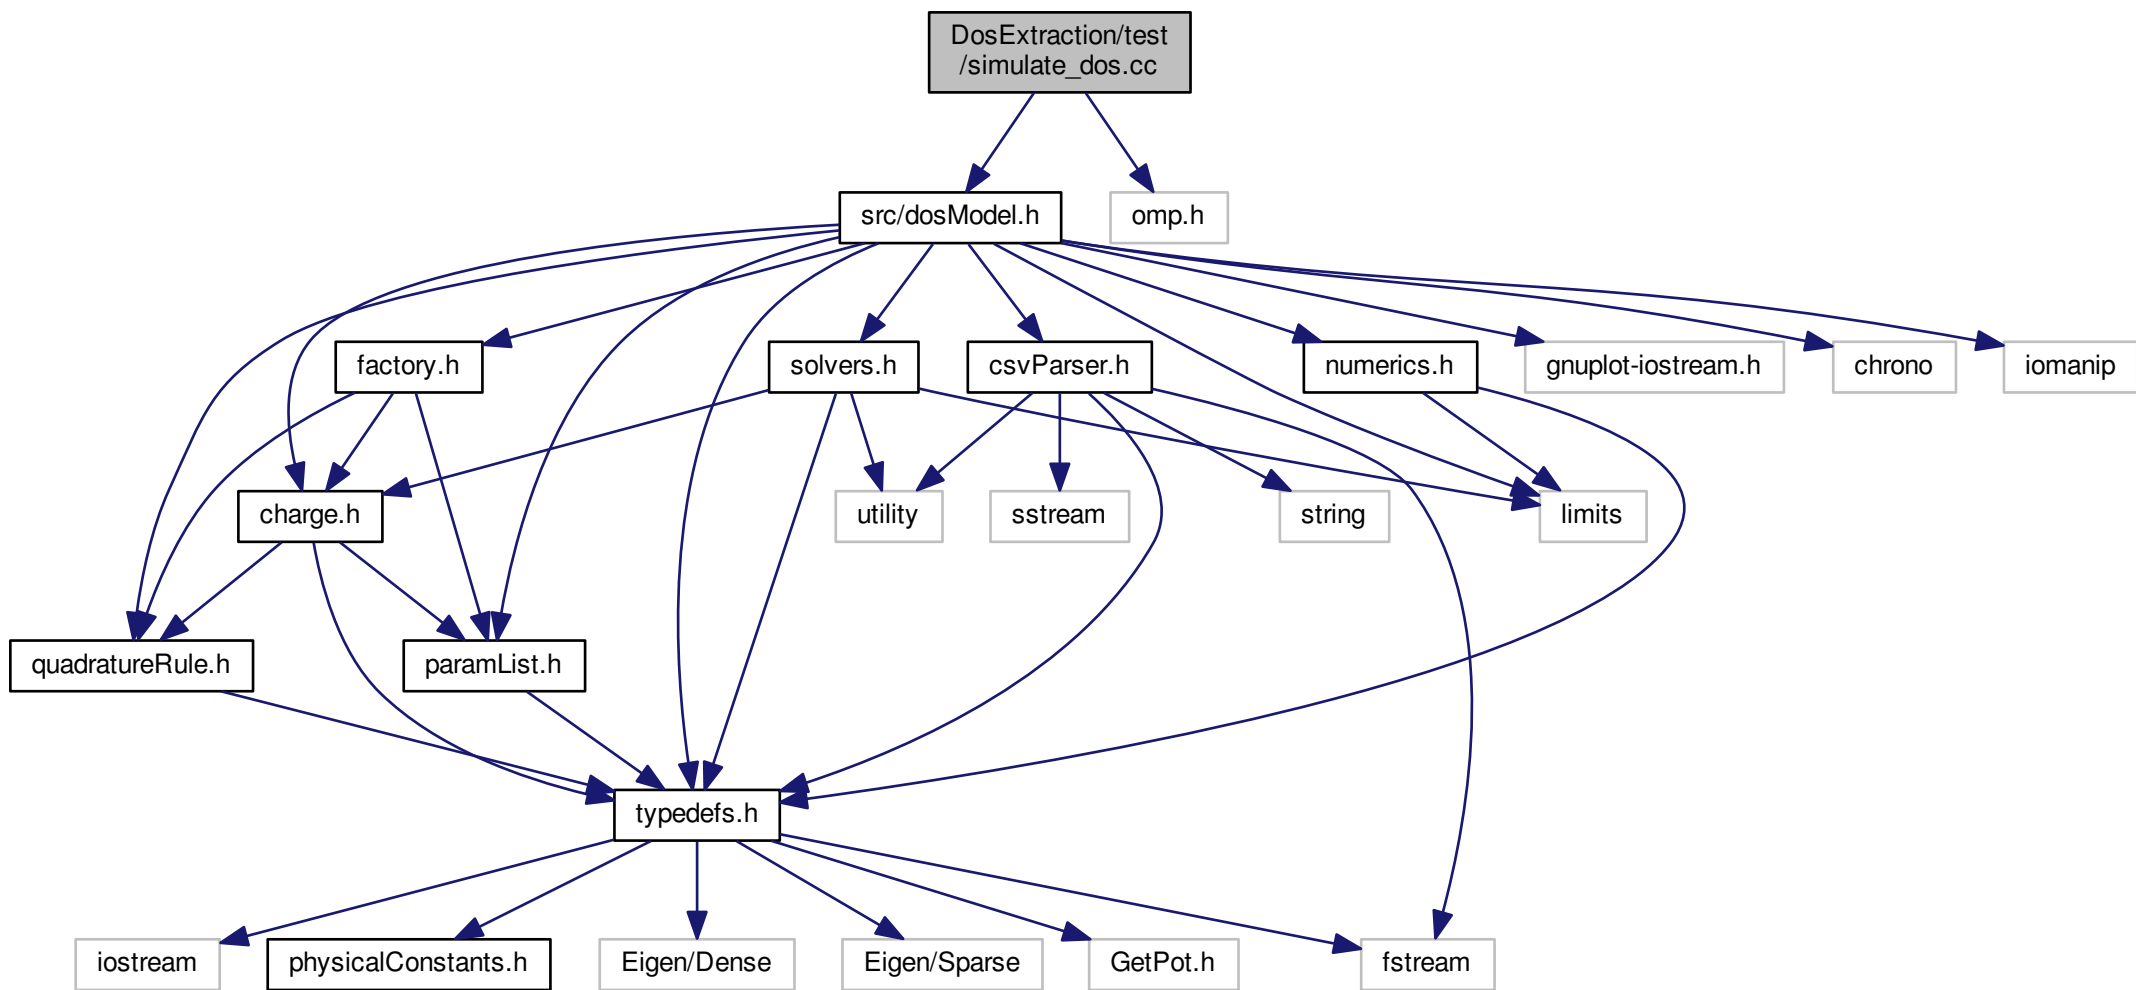 DosExtraction/test
/simulate_dos.cc
src/dosModel.h
omp.h
factory.h
solvers.h
csvParser.h
numerics.h
gnuplot-iostream.h
chrono
iomanip
charge.h
utility
sstream
string
limits
quadratureRule.h
paramList.h
typedefs.h
iostream
physicalConstants.h
Eigen/Dense
Eigen/Sparse
GetPot.h
fstream